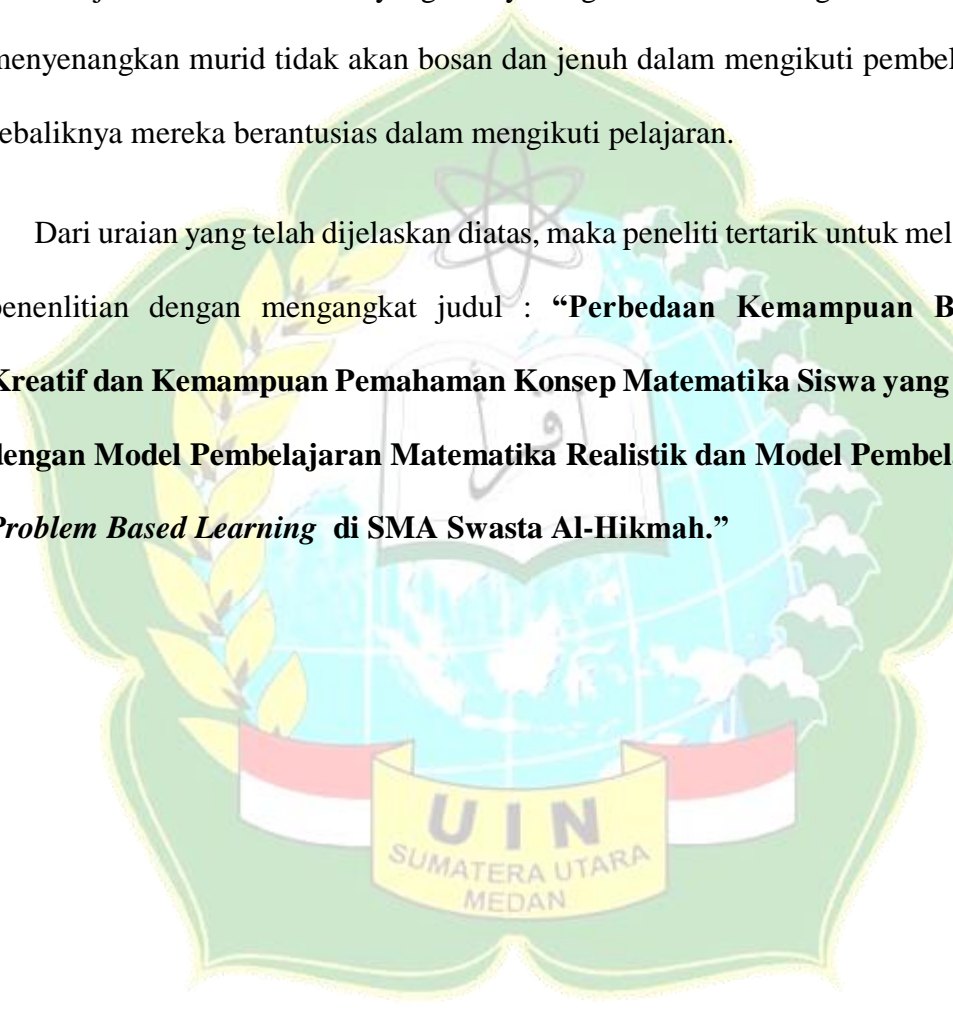 menyenangkan murid tidak akan bosan dan jenuh dalam mengikuti
sebaliknya mereka berantusias dalam mengikuti pelajaran.
Dari uraian yang telah dijelaskan diatas, maka peneliti tertarik untuk
penenlitian dengan mengangkat judul : “Perbedaan Kemampuan
Kreatif dan Kemampuan Pemahaman Konsep Matematika Siswa yang
dengan Model Pembelajaran Matematika Realistik dan Model
Problem Based Learning di SMA Swasta Al-Hikmah.”
اقرأ
UIN
SUMATERA UTARA
MEDAN